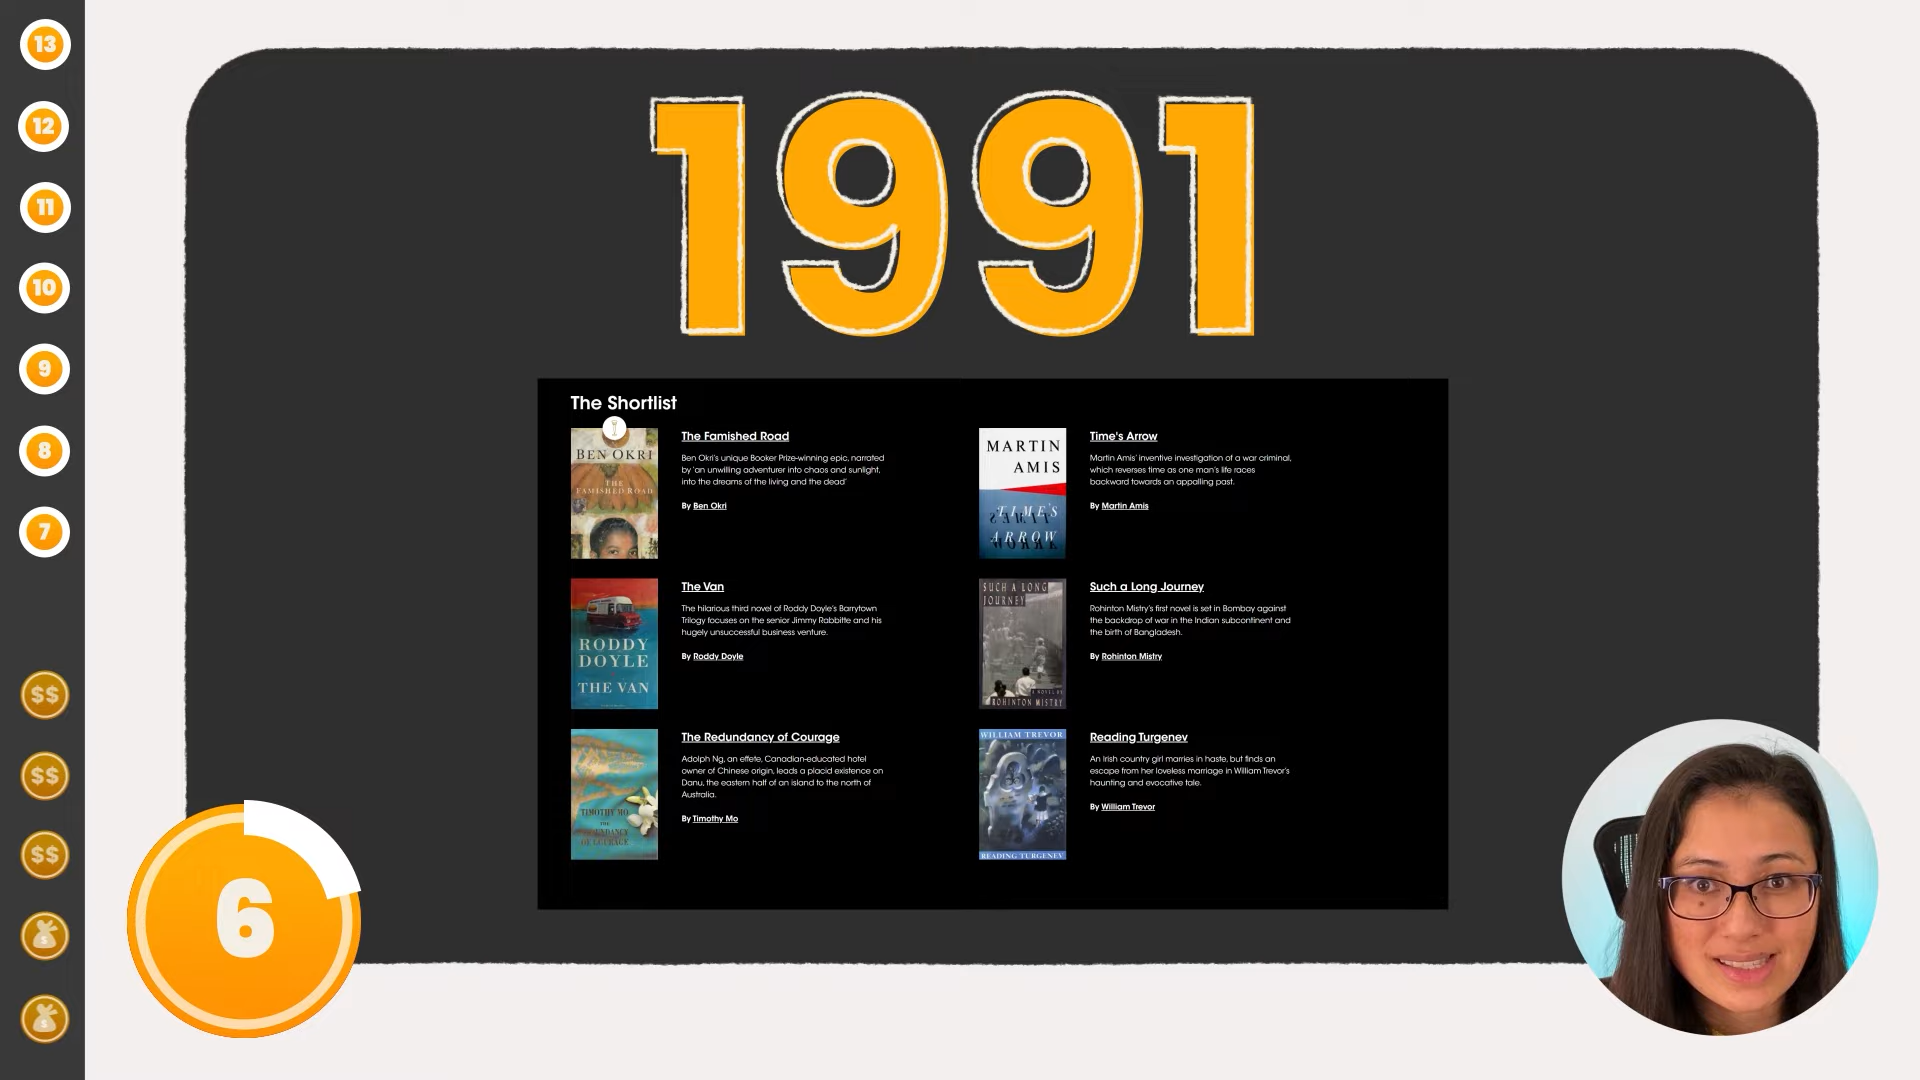 13
12
11
10
9
8
7
$$
$$
$$
$
$
6
1991
The Shortlist
BEN OKRI
THE
FAMISHED ROAD
The Famished Road
Ben Okri's unique Booker Prize-winning epic, narrated
by 'an unwilling adventurer into chaos and sunlight,
into the dreams of the living and the dead'
By Ben Okri
MARTIN
AMIS
TIME'S
ARROW
Time's Arrow
Martin Amis' inventive investigation of a war criminal,
which reverses time as one man's life races
backward towards an appalling past.
By Martin Amis
RODDY
DOYLE
THE VAN
The Van
The hilarious third novel of Roddy Doyle's Barrytown
Trilogy focuses on the senior Jimmy Rabbitte and his
hugely unsuccessful business venture.
By Roddy Doyle
SUCH A LONG
JOURNEY
A NOVEL BY
ROHINTON MISTRY
Such a Long Journey
Rohinton Mistry's first novel is set in Bombay against
the backdrop of war in the Indian subcontinent and
the birth of Bangladesh.
By Rohinton Mistry
TIMOTHY MO
THE
REDUNDANCY
OF COURAGE
The Redundancy of Courage
Adolph Ng, an effete, Canadian-educated hotel
owner of Chinese origin, leads a placid existence on
Danu, the eastern half of an island to the north of
Australia.
By Timothy Mo
WILLIAM TREVOR
READING TURGENEV
Reading Turgenev
An Irish country girl marries in haste, but finds an
escape from her loveless marriage in William Trevor's
haunting and evocative tale.
By William Trevor